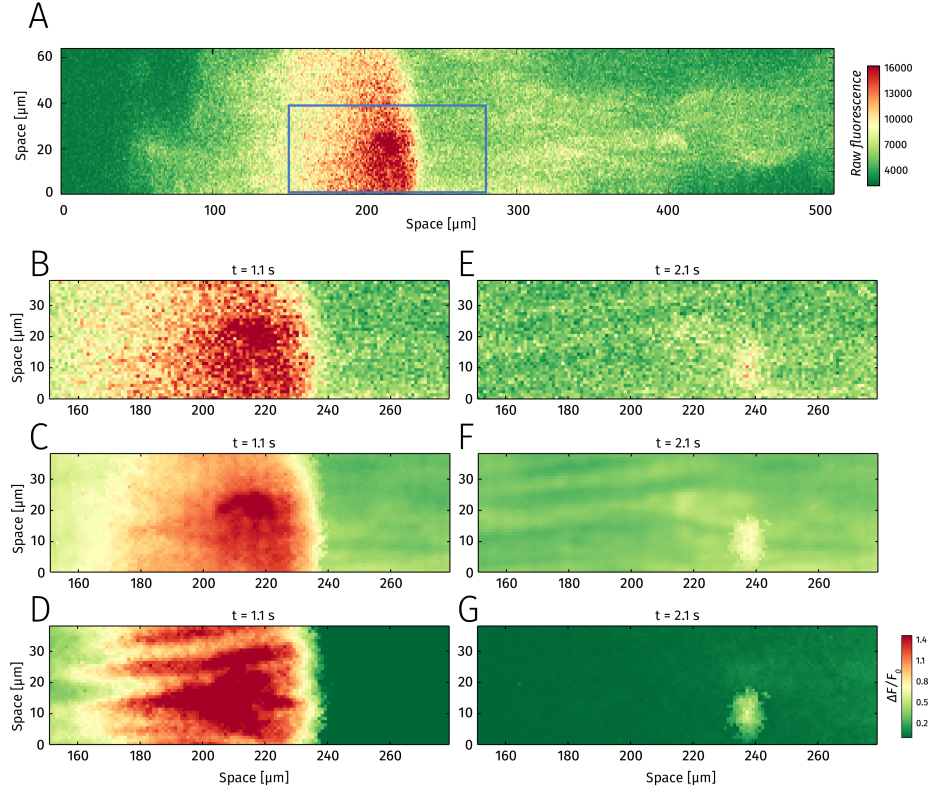 A
60
40
20
0
Space [µm]
0 100 200 300 400 500
Space [µm]
16000
13000
10000
7000
4000
Raw fluorescence
B
t = 1.1 s
30
20
10
0
Space [µm]
160 180 200 220 240 260
E
t = 2.1 s
30
20
10
0
160 180 200 220 240 260
C
t = 1.1 s
30
20
10
0
Space [µm]
160 180 200 220 240 260
F
t = 2.1 s
30
20
10
0
Space [µm]
160 180 200 220 240 260
D
t = 1.1 s
30
20
10
0
Space [µm]
160 180 200 220 240 260
Space [µm]
G
t = 2.1 s
30
20
10
0
160 180 200 220 240 260
Space [µm]
1.4
1.1
0.8
0.5
0.2
ΔF/F0